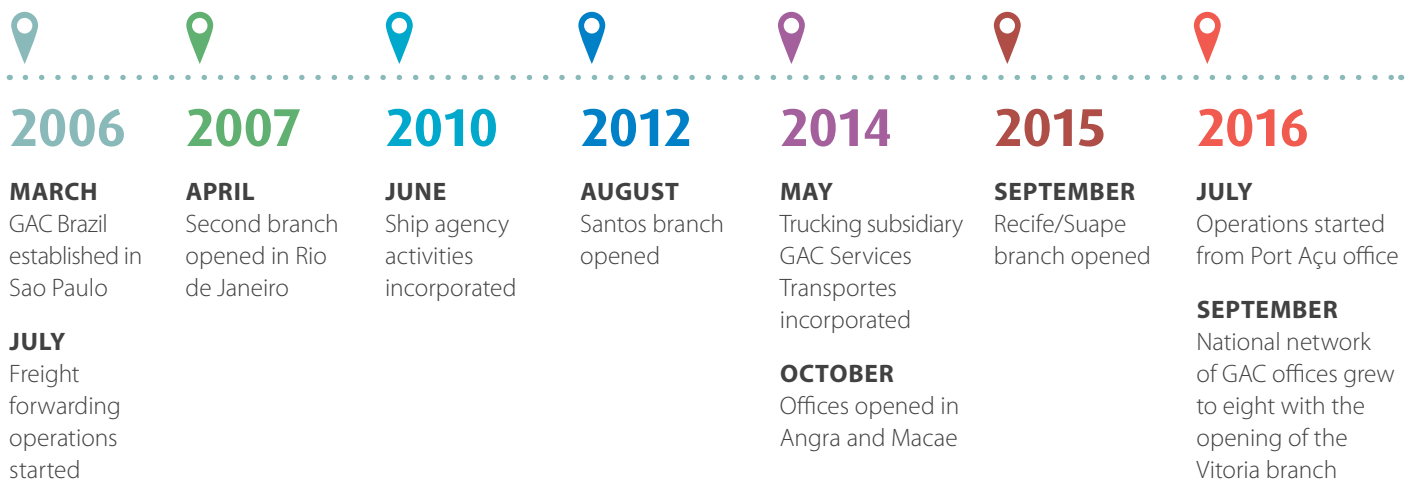 2006
MARCH
GAC Brazil
established in
Sao Paulo
JULY
Freight
forwarding
operations
started
2007
APRIL
Second branch
opened in Rio
de Janeiro
2010
JUNE
Ship agency
activities
incorporated
2012
AUGUST
Santos branch
opened
2014
MAY
Trucking subsidiary
GAC Services
Transportes
incorporated
OCTOBER
Offices opened in
Angra and Macae
2015
SEPTEMBER
Recife/Suape
branch opened
2016
JULY
Operations started
from Port Açu office
SEPTEMBER
National network
of GAC offices grew
to eight with the
opening of the
Vitoria branch